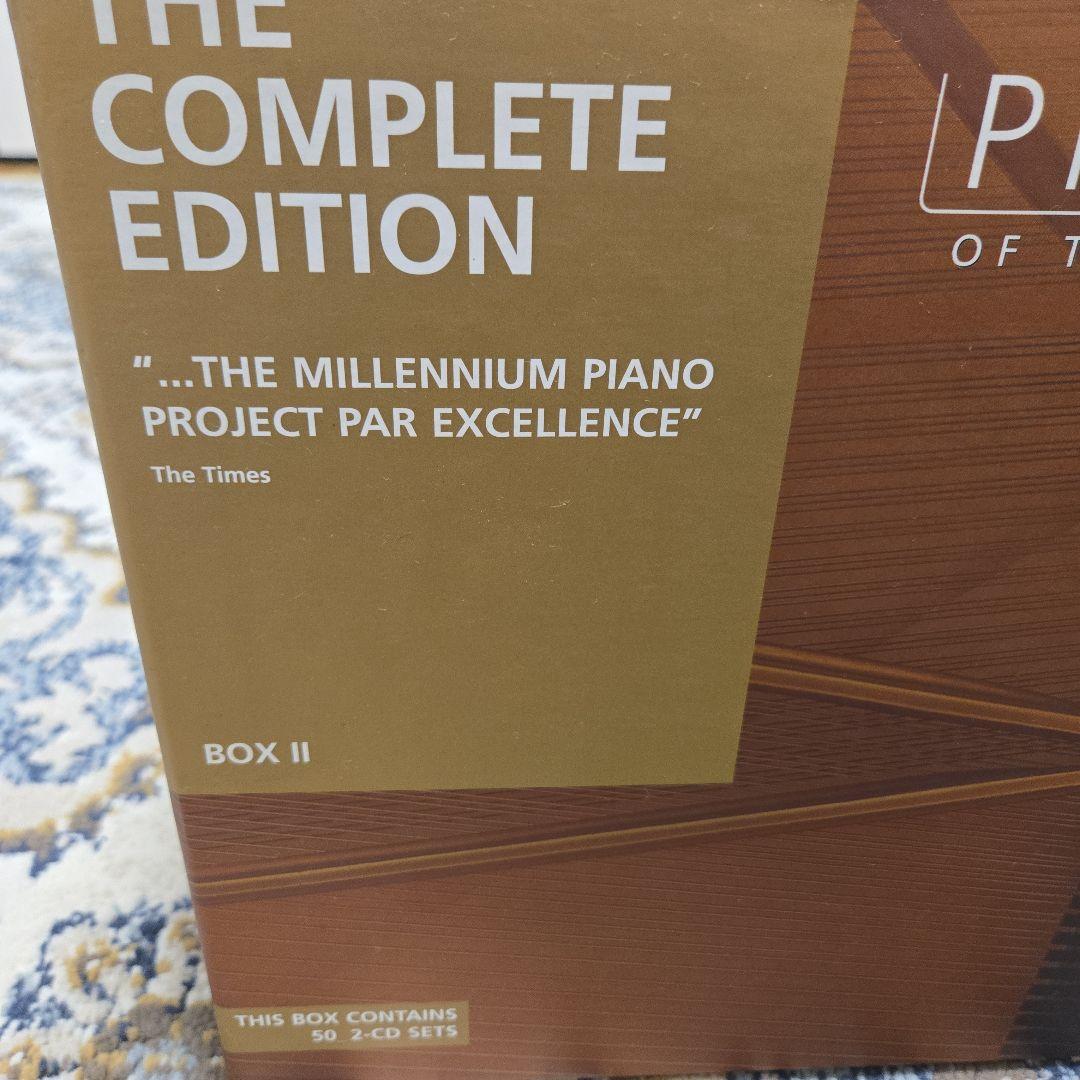 THE
COMPLETE
EDITION
"...THE MILLENNIUM PIANO
PROJECT PAR EXCELLENCE"
The Times
BOX II
THIS BOX CONTAINS
50 2-CD SETS
P
OF T